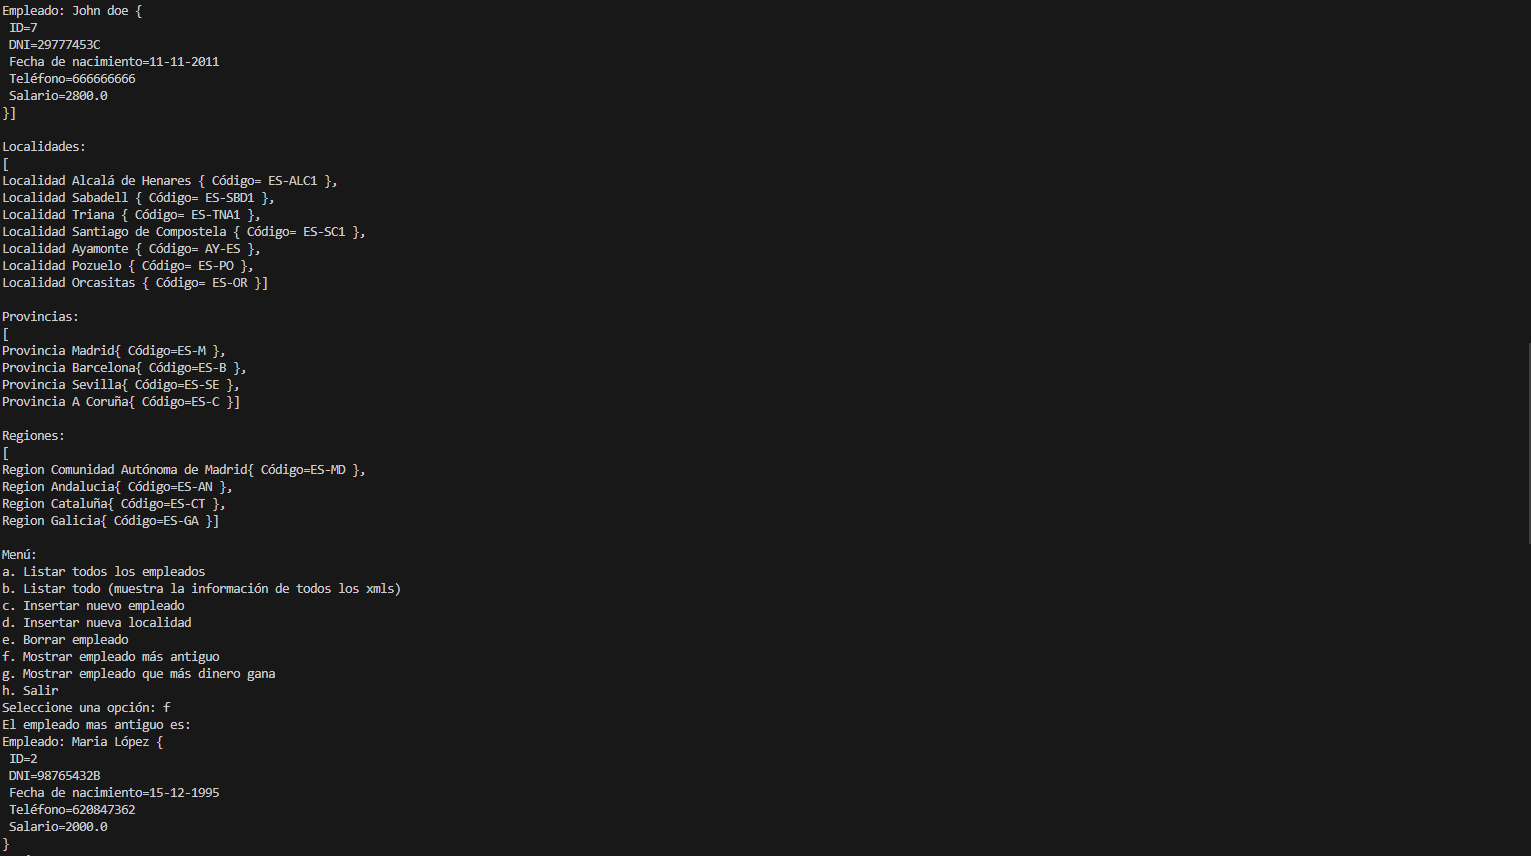 Empleado: John doe {
ID=7
DNI=29777453C
Fecha de nacimiento=11-11-2011
Teléfono=666666666
Salario=2800.0
}]
Localidades:
[
Localidad Alcalá de Henares { Código= ES-ALC1 },
Localidad Sabadell { Código= ES-SBD1 },
Localidad Triana { Código= ES-TNA1 },
Localidad Santiago de Compostela { Código= ES-SC1 },
Localidad Ayamonte { Código= AY-ES },
Localidad Pozuelo { Código= ES-PO },
Localidad Orcasitas { Código= ES-OR }]
Provincias:
[
Provincia Madrid{ Código=ES-M },
Provincia Barcelona{ Código=ES-B },
Provincia Sevilla{ Código=ES-SE },
Provincia A Coruña{ Código=ES-C }]
Regiones:
[
Region Comunidad Autónoma de Madrid{ Código=ES-MD },
Region Andalucia{ Código=ES-AN },
Region Cataluña{ Código=ES-CT },
Region Galicia{ Código=ES-GA }]
Menú:
a. Listar todos los empleados
b. Listar todo (muestra la información de todos los xmls)
c. Insertar nuevo empleado
d. Insertar nueva localidad
e. Borrar empleado
f. Mostrar empleado más antiguo
g. Mostrar empleado que más dinero gana
h. Salir
Seleccione una opción: f
El empleado mas antiguo es:
Empleado: Maria López {
ID=2
DNI=98765432B
Fecha de nacimiento=15-12-1995
Teléfono=620847362
Salario=2000.0
}